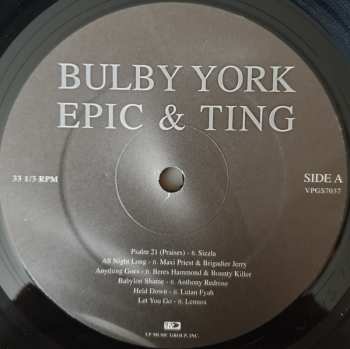 BULBY YORK
EPIC & TING
33 1/3 RPM
SIDE A
VPGS7037
Psalm 21 (Praises) - ft. Sizzla
All Night Long - ft. Maxi Priest & Brigadier Jerry
Anything Goes - ft. Beres Hammond & Bounty Killer
Babylon Shame - ft. Anthony Redrose
Held Down - ft. Lutan Fyah
Let You Go - ft. Lennox
VP MUSIC GROUP, INC.